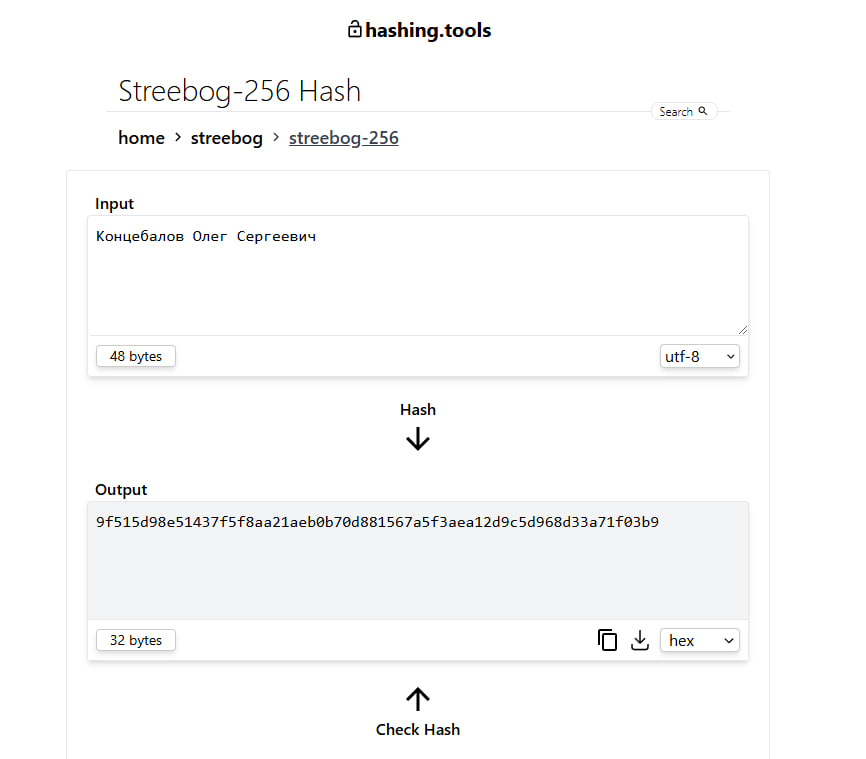 hashing.tools
Streebog-256 Hash
Search
home > streebog > streebog-256
Input
Концебалов Олег Сергеевич
48 bytes
utf-8
Hash
Output
9f515d98e51437f5f8aa21aeb0b70d881567a5f3aea12d9c5d968d33a71f03b9
32 bytes
hex
Check Hash